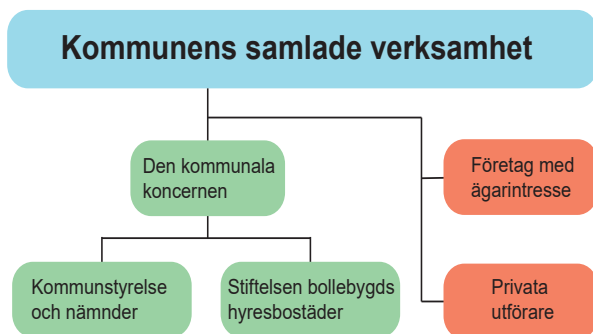 Kommunens samlade verksamhet
Den kommunala
koncernen
Företag med
ägarintresse
Kommunstyrelse
och nämnder
Stiftelsen bollebygds
hyresbostäder
Privata
utförare